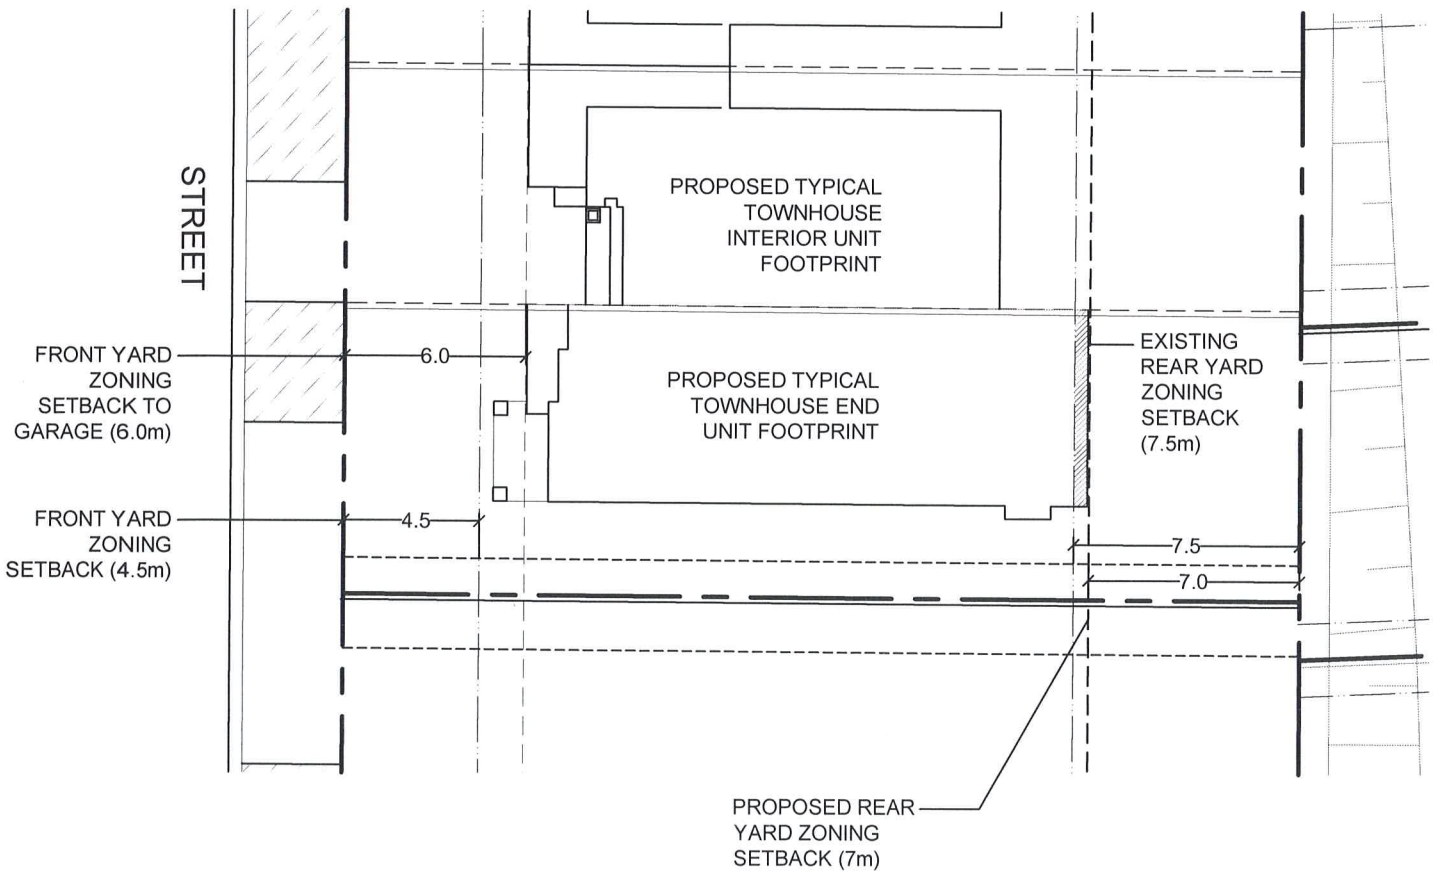 STREET
PROPOSED TYPICAL
TOWNHOUSE
INTERIOR UNIT
FOOTPRINT
FRONT YARD
ZONING
SETBACK TO
GARAGE (6.0m)
6.0
PROPOSED TYPICAL
TOWNHOUSE END
UNIT FOOTPRINT
EXISTING
REAR YARD
ZONING
SETBACK
(7.5m)
FRONT YARD
ZONING
SETBACK (4.5m)
4.5
7.5
7.0
PROPOSED REAR
YARD ZONING
SETBACK (7m)